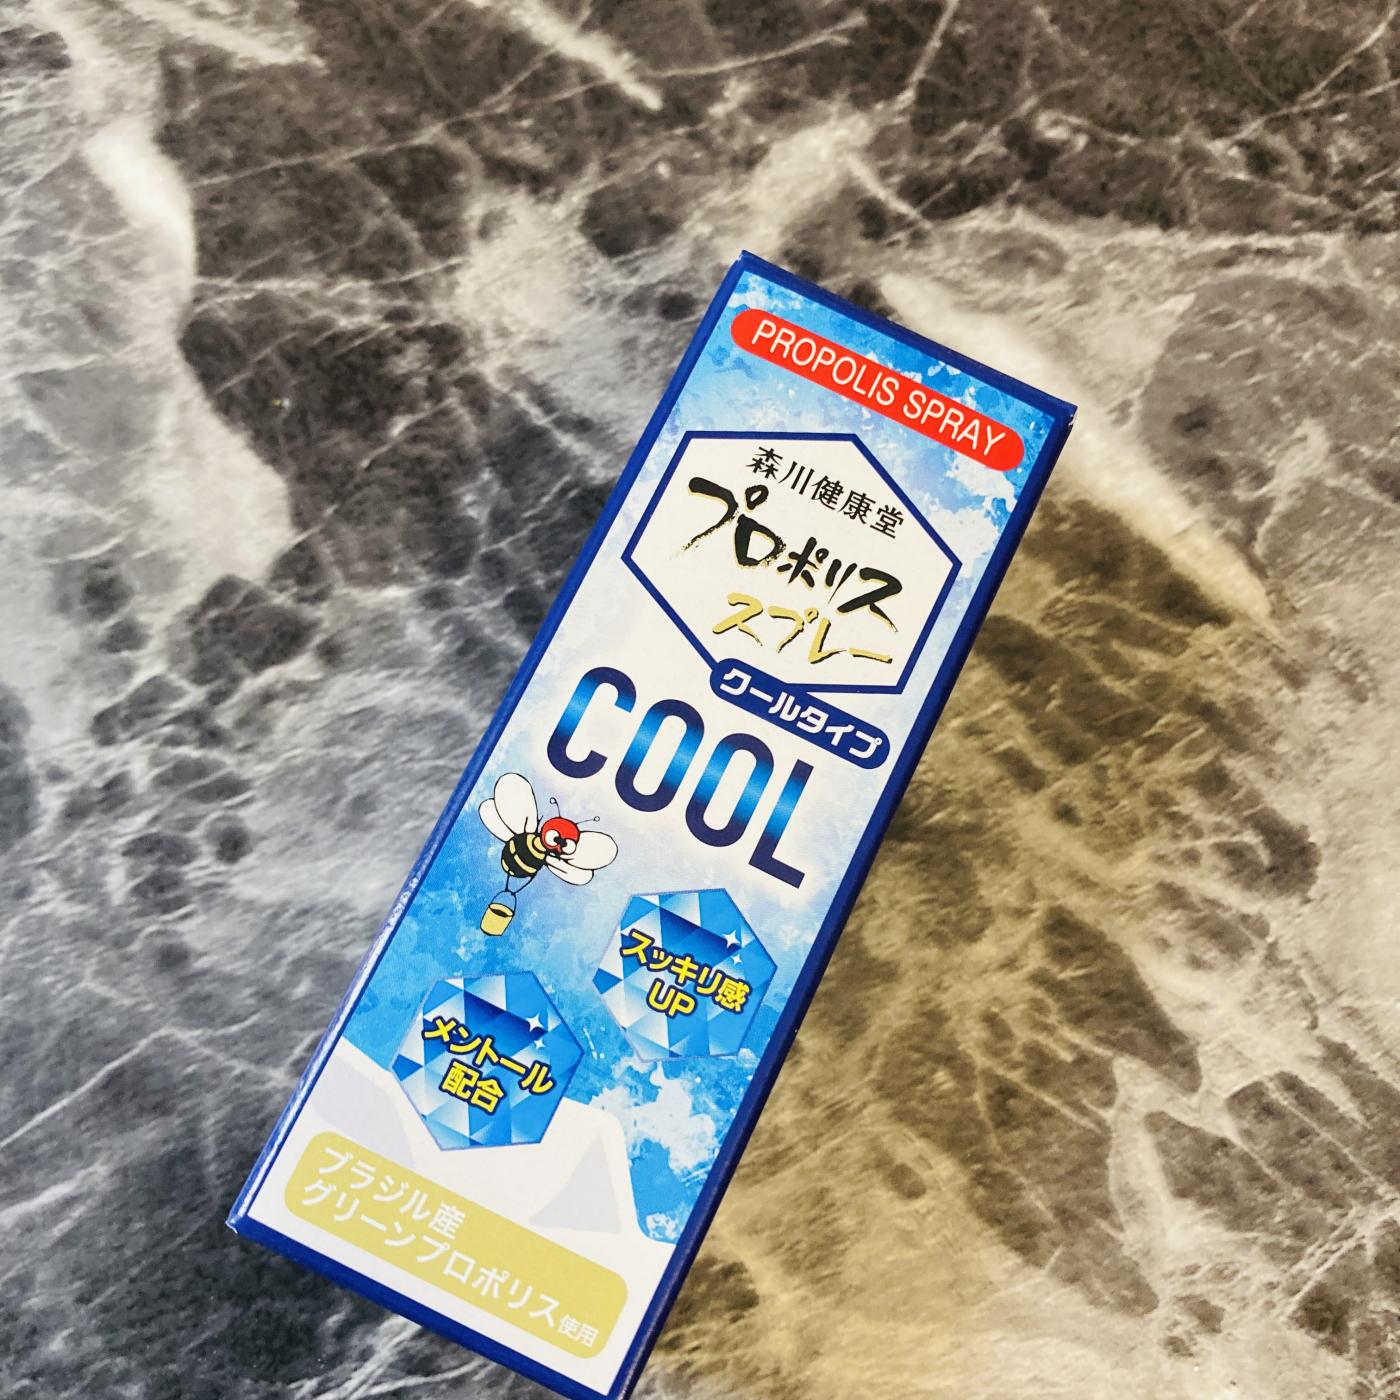 PROPOLIS SPRAY
森川健康堂
プロポリス
スプレー
クールタイプ
COOL
スッキリ感
UP
メントール
配合
ブラジル産
グリーンプロポリス使用